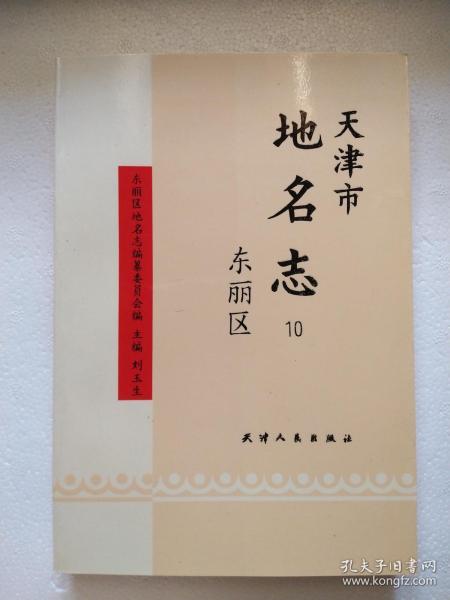 天津市
地名志
10
东丽区
东丽区地名志编纂委员会编 主编 刘玉生
天津人民出版社
孔夫子旧书网
www.kongfz.com